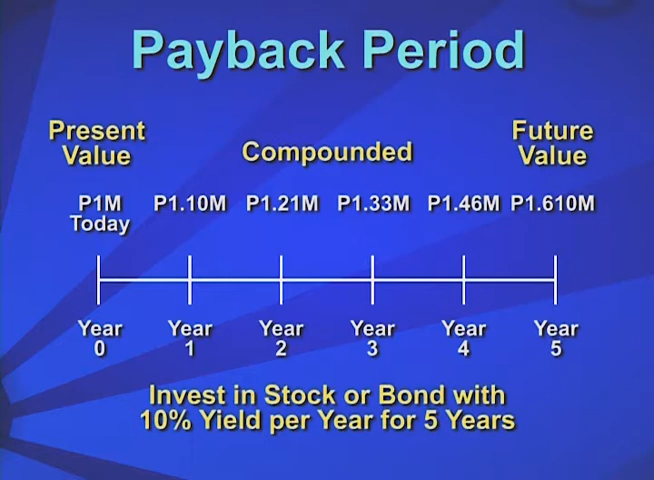 Payback Period
Present
Value
Compounded
Future
Value
P1M
Today
P1.10M
P1.21M
P1.33M
P1.46M
P1.610M
Year
0
Year
1
Year
2
Year
3
Year
4
Year
5
Invest in Stock or Bond with
10% Yield per Year for 5 Years